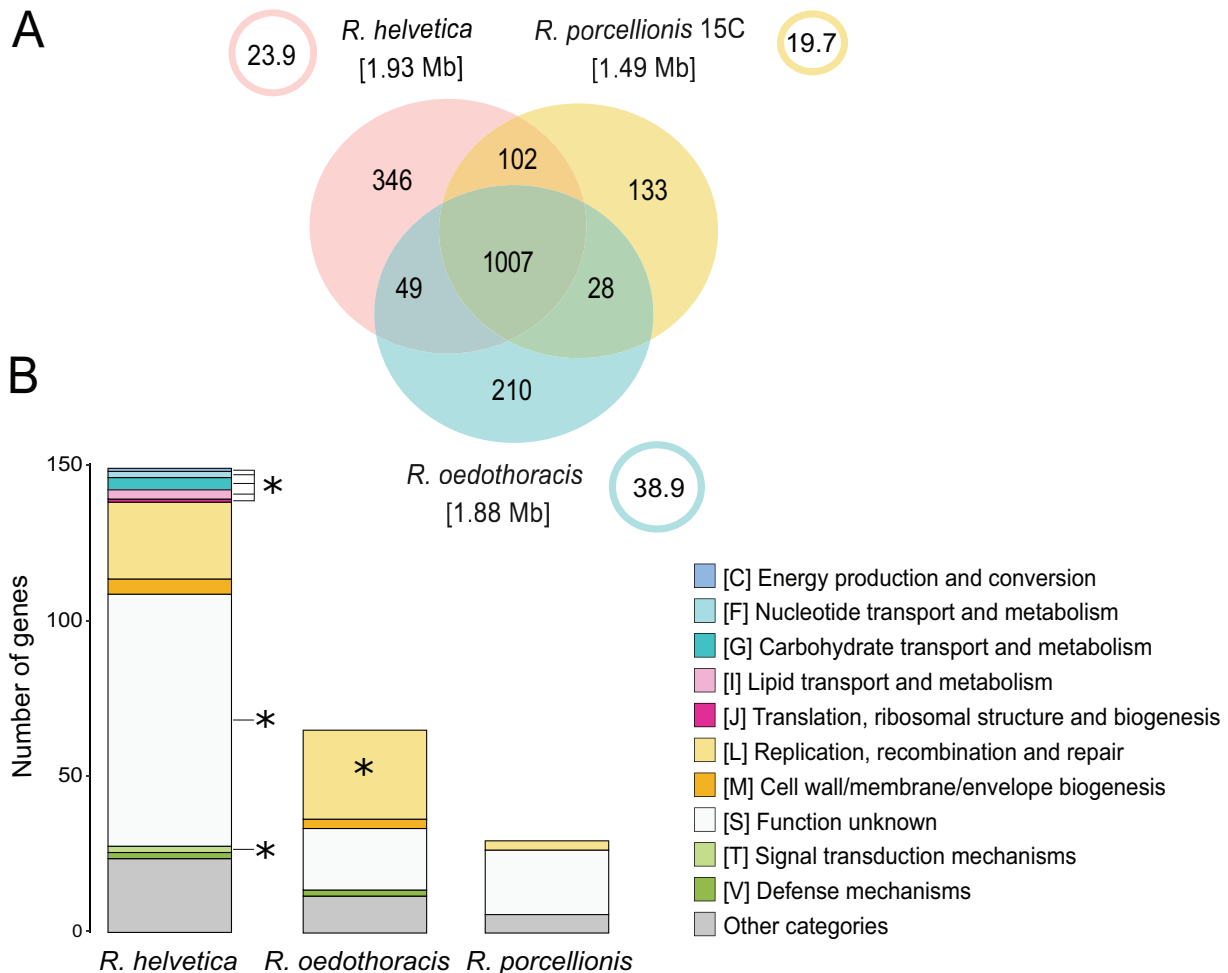 A
23.9
R. helvetica
[1.93 Mb]
R. porcellionis 15C
[1.49 Mb]
19.7
346
102
133
49
1007
28
210
R. oedothoracis
[1.88 Mb]
38.9
B
Number of genes
150
100
50
0
*
*
*
*
R. helvetica
R. oedothoracis
R. porcellionis
[C] Energy production and conversion
[F] Nucleotide transport and metabolism
[G] Carbohydrate transport and metabolism
[I] Lipid transport and metabolism
[J] Translation, ribosomal structure and biogenesis
[L] Replication, recombination and repair
[M] Cell wall/membrane/envelope biogenesis
[S] Function unknown
[T] Signal transduction mechanisms
[V] Defense mechanisms
Other categories